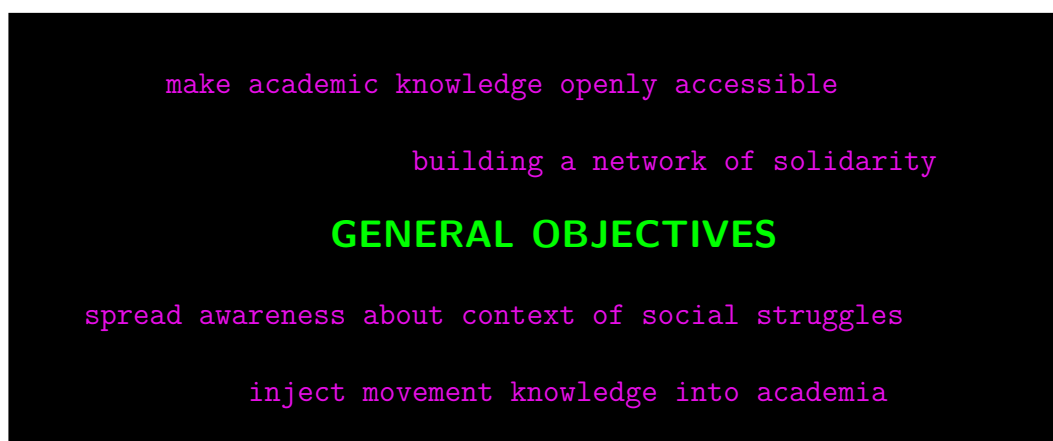 make academic knowledge openly accessible
building a network of solidarity
GENERAL OBJECTIVES
spread awareness about context of social struggles
inject movement knowledge into academia